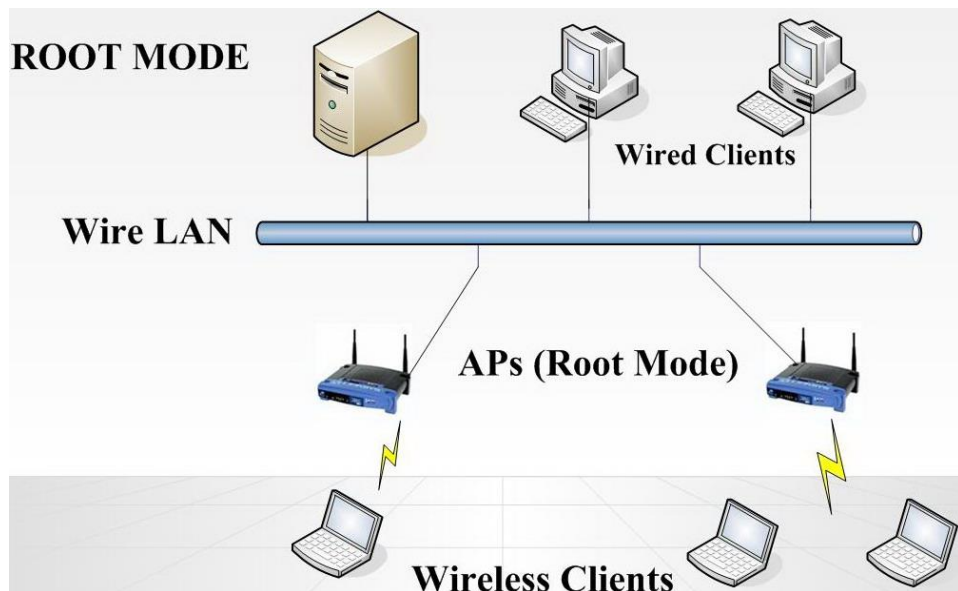 ROOT MODE
Wired Clients
Wire LAN
APs (Root Mode)
Wireless Clients